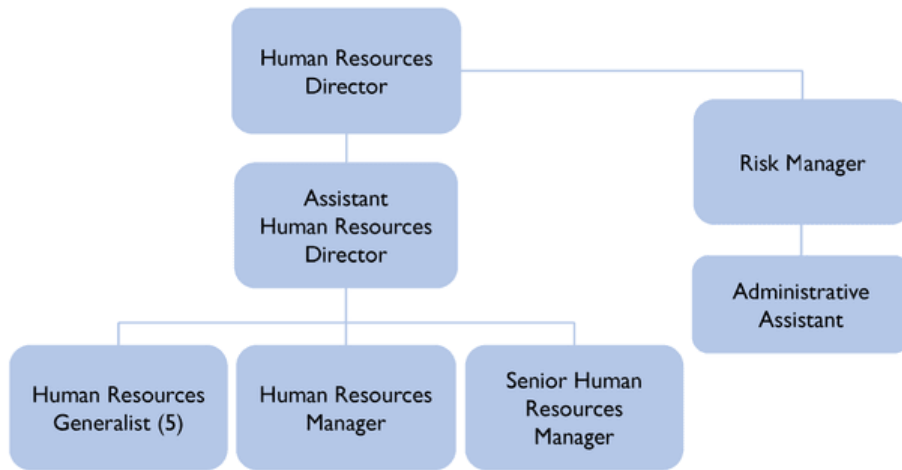 Human Resources
Director
Risk Manager
Assistant
Human Resources
Director
Administrative
Assistant
Human Resources
Generalist (5)
Human Resources
Manager
Senior Human
Resources
Manager